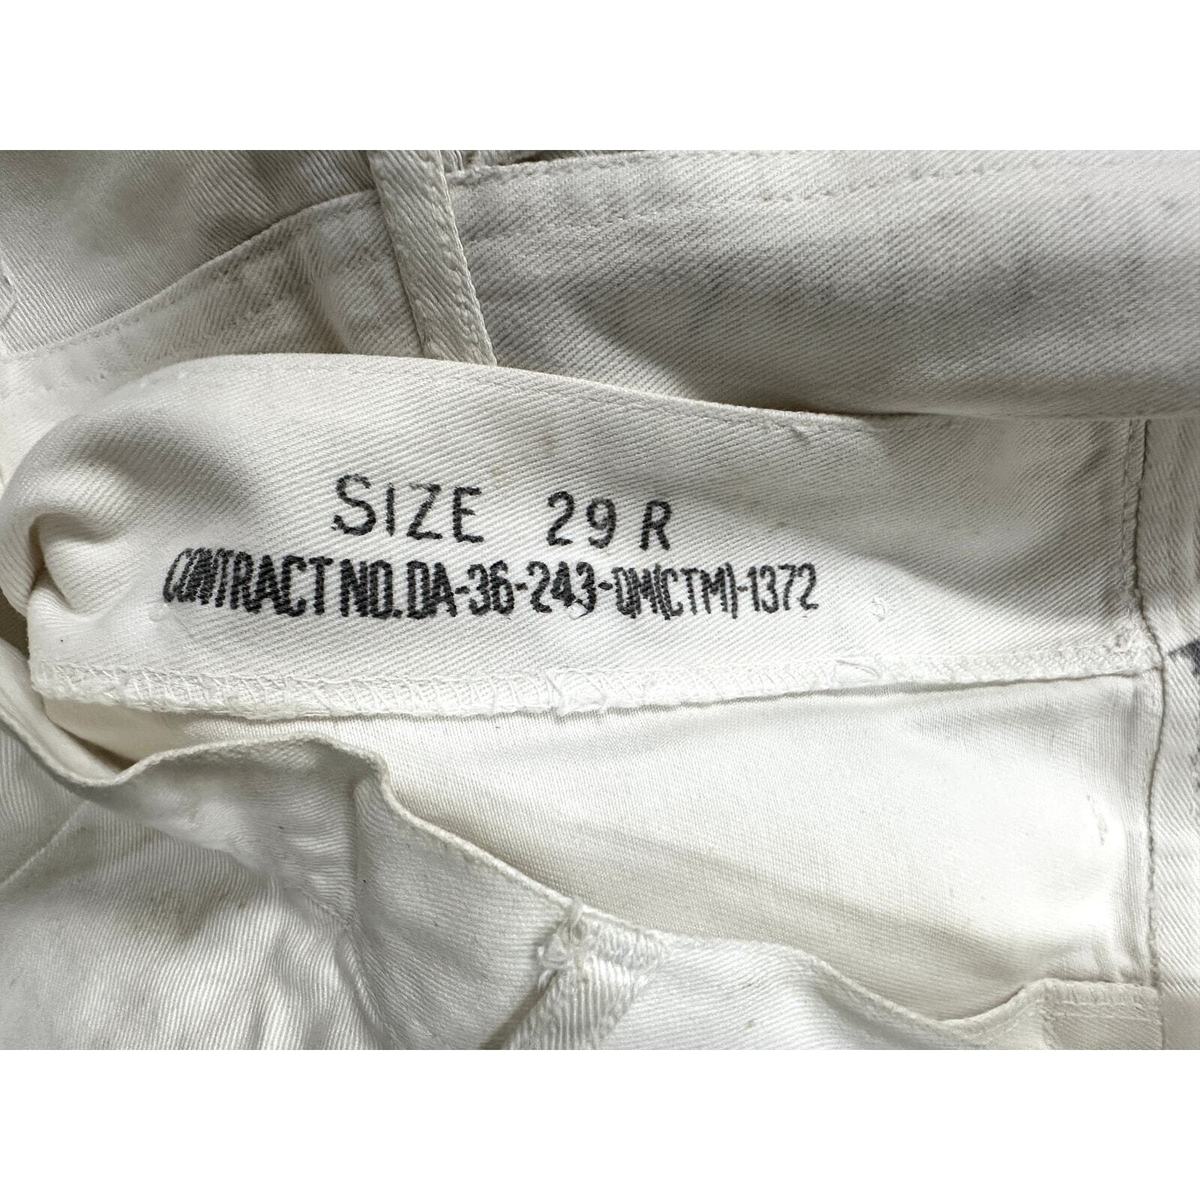 SIZE 29 R
CONTRACT NO. DA-36-243-QM(CTM)-1372